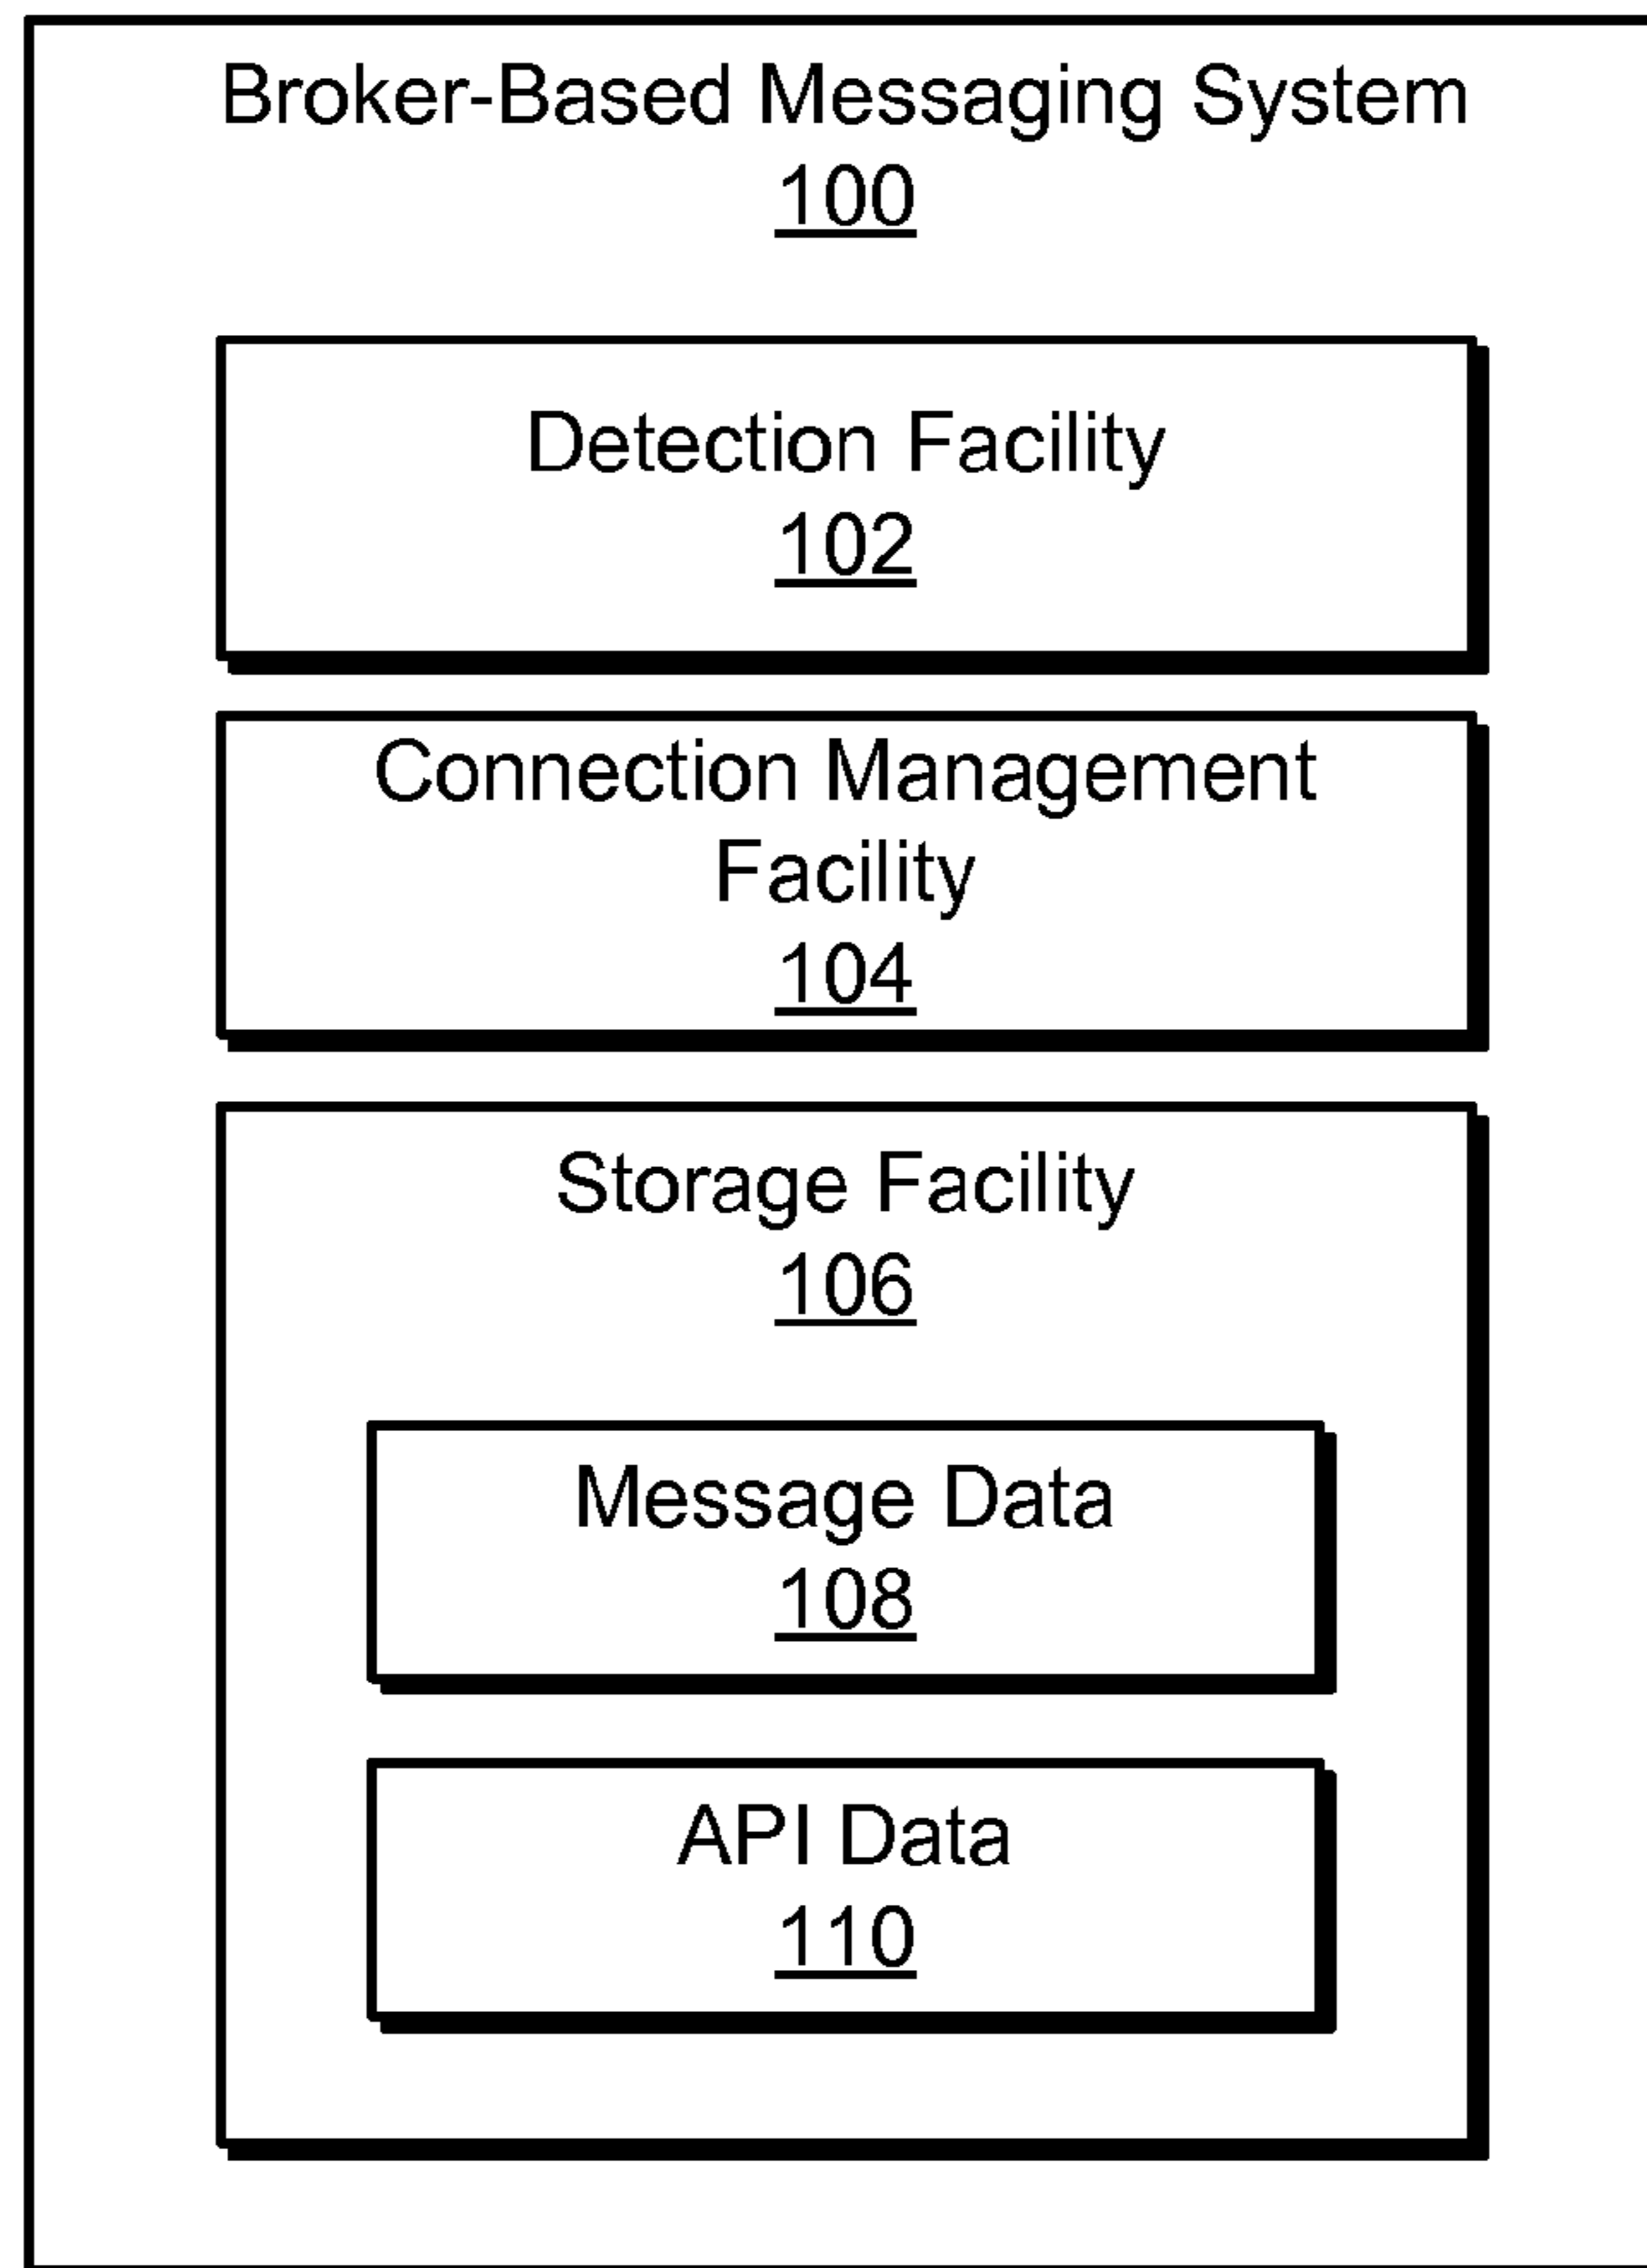 Broker-Based Messaging System
100
Detection Facility
102
Connection Management
Facility
104
Storage Facility
106
Message Data
108
API Data
110